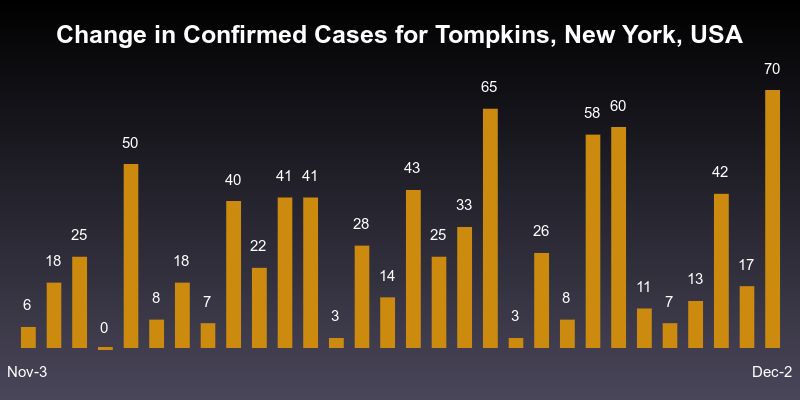 Change in Confirmed Cases for Tompkins, New York, USA
6 18 25 0 50 8 18 7 40 22 41 41 3 28 14 43 25 33 65 3 26 8 58 60 11 7 13 42 17 70
Nov-3 Dec-2